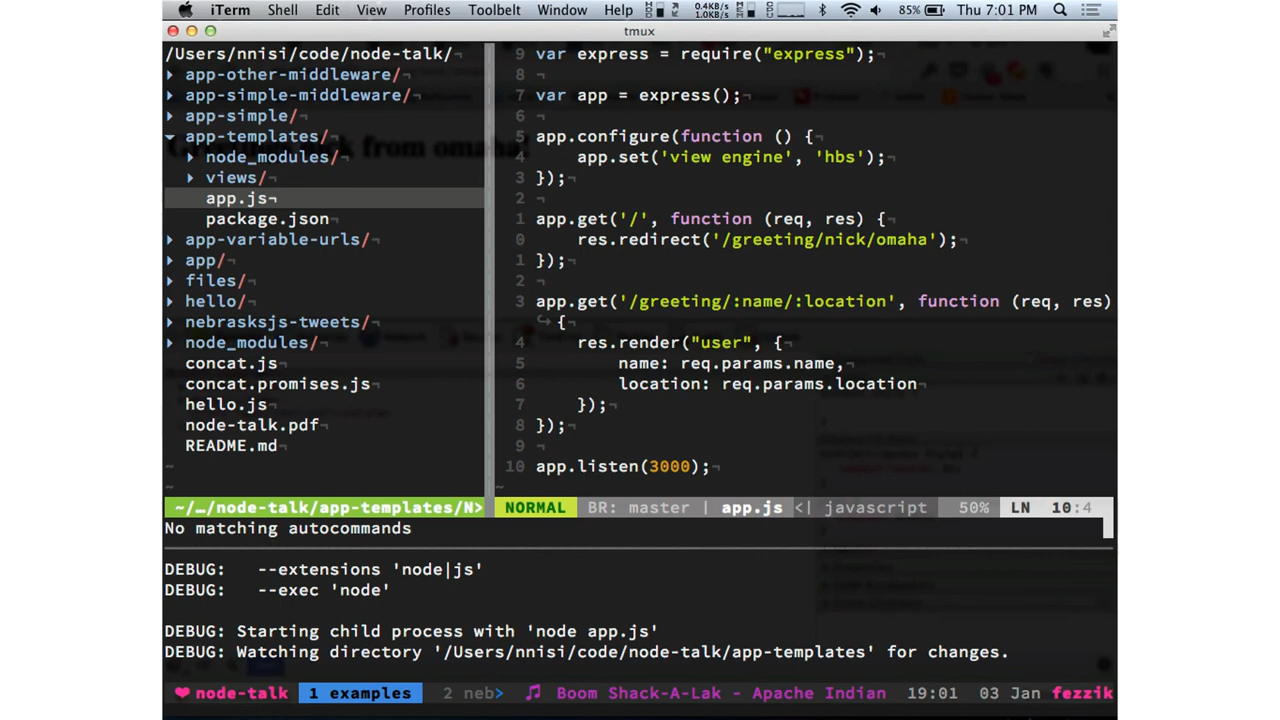 iTerm Shell Edit View Profiles Toolbelt Window Help 0.4KB/s 1.0KB/s 85% Thu 7:01 PM
tmux
/Users/nnisi/code/node-talk/¬
▸ app-other-middleware/¬
▸ app-simple-middleware/¬
▸ app-simple/¬
▾ app-templates/¬
▸ node_modules/¬
▸ views/¬
app.js¬
package.json¬
▸ app-variable-urls/¬
▸ app/¬
▸ files/¬
▸ hello/¬
▸ nebrasksjs-tweets/¬
▸ node_modules/¬
concat.js¬
concat.promises.js¬
hello.js¬
node-talk.pdf¬
README.md¬
~
~
~/…/node-talk/app-templates/N>
9 var express = require("express");¬
8 ¬
7 var app = express();¬
6 ¬
5 app.configure(function () {¬
4 app.set('view engine', 'hbs');¬
3 });¬
2 ¬
1 app.get('/', function (req, res) {¬
0 res.redirect('/greeting/nick/omaha');¬
1 });¬
2 ¬
3 app.get('/greeting/:name/:location', function (req, res)
↪ {¬
4 res.render("user", {¬
5 name: req.params.name,¬
6 location: req.params.location¬
7 });¬
8 });¬
9 ¬
10 app.listen(3000);¬
~
NORMAL BR: master | app.js <| javascript 50% LN 10:4
No matching autocommands
DEBUG: --extensions 'node|js'
DEBUG: --exec 'node'
DEBUG: Starting child process with 'node app.js'
DEBUG: Watching directory '/Users/nnisi/code/node-talk/app-templates' for changes.
❤ node-talk 1 examples 2 neb> ♫ Boom Shack-A-Lak - Apache Indian 19:01 03 Jan fezzik